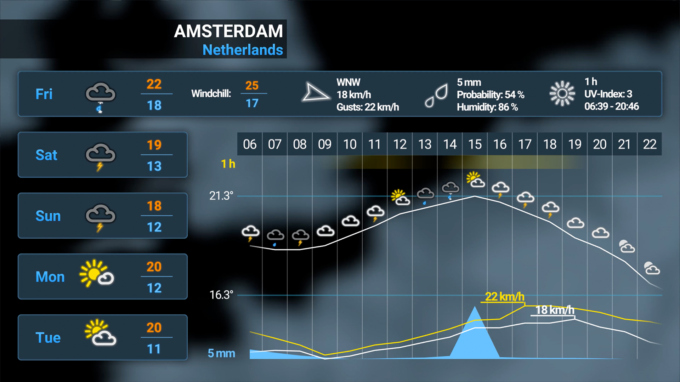 AMSTERDAM
Netherlands
Fri
22
18
Windchill:
25
17
WNW
18 km/h
Gusts: 22 km/h
5 mm
Probability: 54 %
Humidity: 86 %
1 h
UV-Index: 3
06:39 - 20:46
Sat
19
13
Sun
18
12
Mon
20
12
Tue
20
11
06 07 08 09 10 11 12 13 14 15 16 17 18 19 20 21 22
1 h
21.3°
16.3°
22 km/h
18 km/h
5 mm